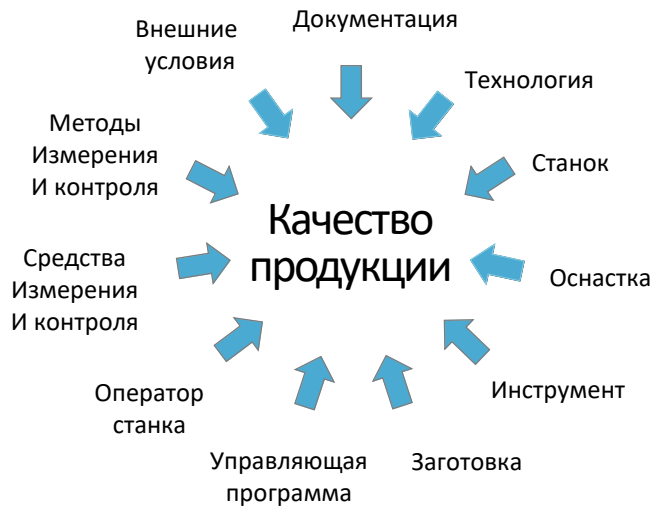 Документация
Внешние
условия
Технология
Методы
Измерения
И контроля
Станок
Качество
продукции
Средства
Измерения
И контроля
Оснастка
Оператор
станка
Инструмент
Управляющая
программа
Заготовка